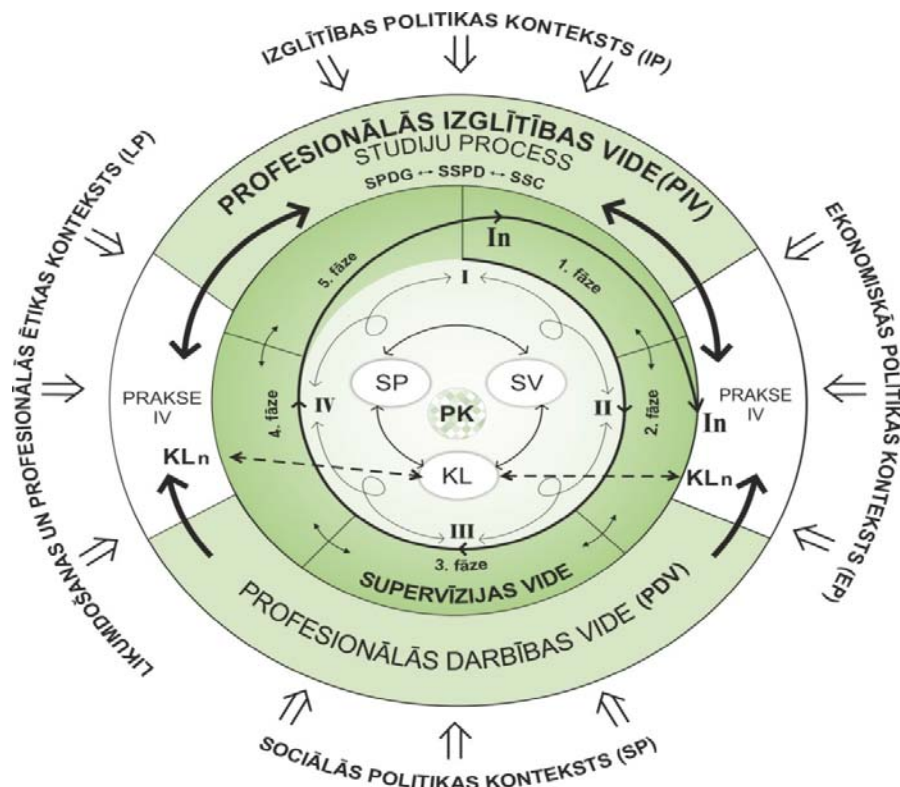 IZGLĪTĪBAS POLITIKAS KONTEKSTS (IP)
PROFESIONĀLĀS IZGLĪTĪBAS VIDE(PIV)
STUDIJU PROCESS
SPDG ↔ SSPD ↔ SSC
LIKUMDOŠANAS UN PROFESIONĀLĀS ĒTIKAS KONTEKSTS (LP)
EKONOMISKĀS POLITIKAS KONTEKSTS (EP)
In
I
5. fāze
1. fāze
SP
SV
PK
KL
IV
II
4. fāze
2. fāze
PRAKSE
IV
PRAKSE
IV
In
KLn
KLn
III
3. fāze
SUPERVĪZIJAS VIDE
PROFESIONĀLĀS DARBĪBAS VIDE (PDV)
SOCIĀLĀS POLITIKAS KONTEKSTS (SP)